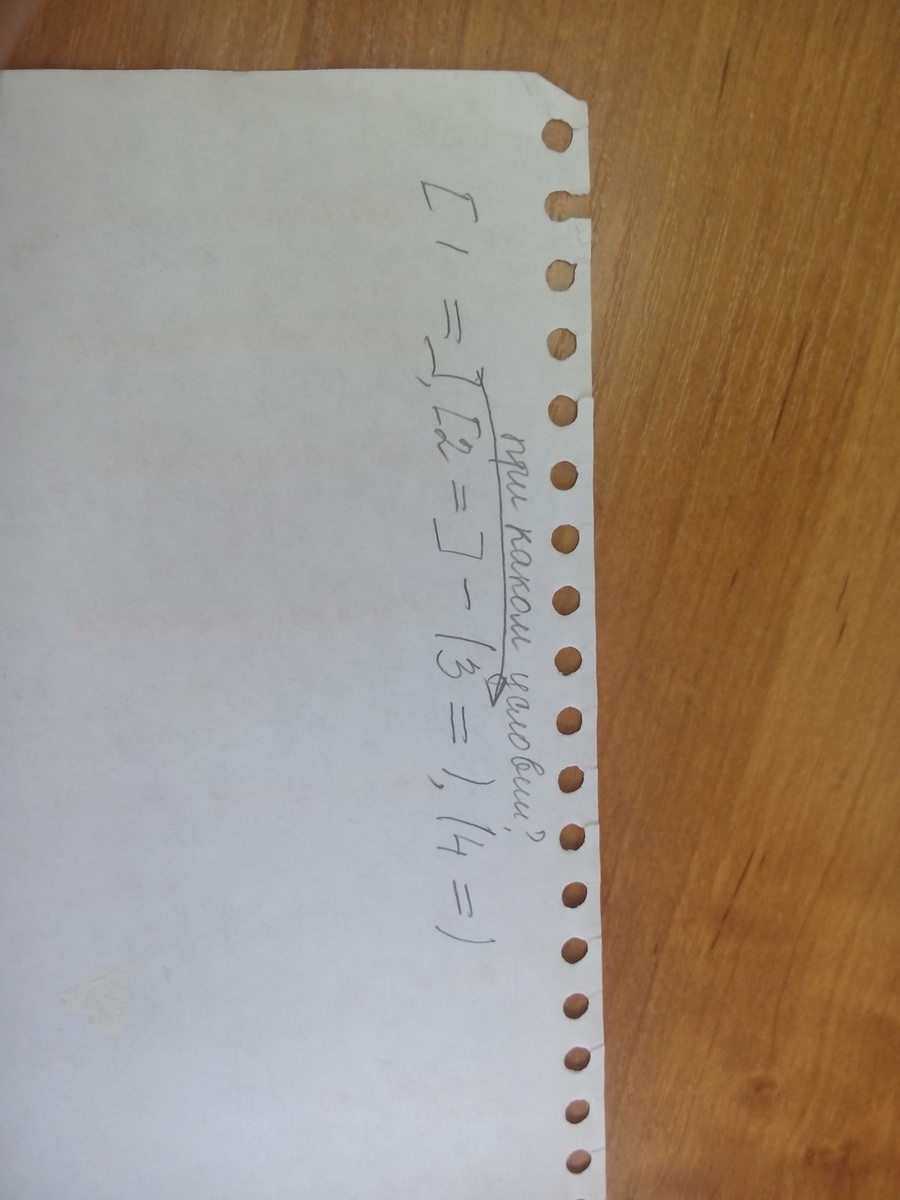 при каком условии?
[1 =], [2 =] - (3 =), (4 =)